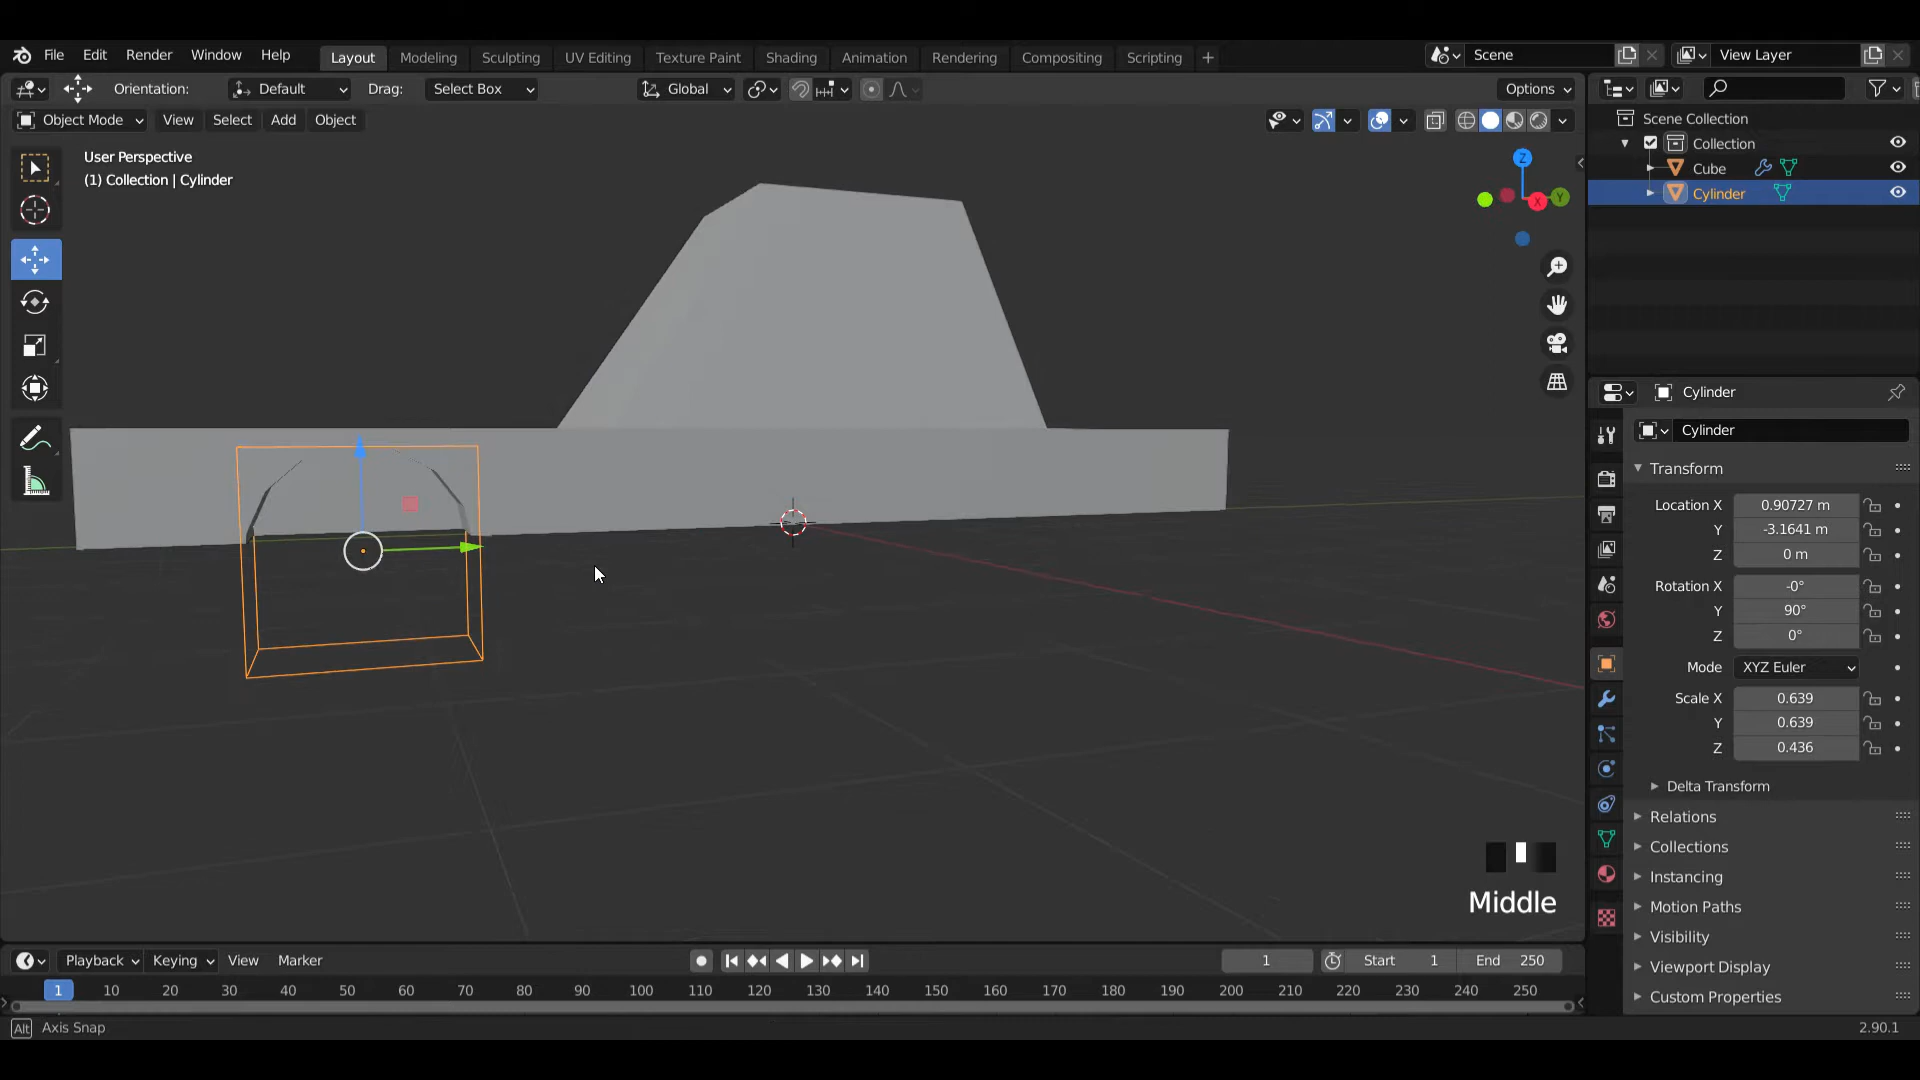 File Edit Render Window Help Layout Modeling Sculpting UV Editing Texture Paint Shading Animation Rendering Compositing Scripting + Scene View Layer
Orientation: Default Drag: Select Box Global Options
Object Mode View Select Add Object
User Perspective
(1) Collection | Cylinder
Z
Y
X
Scene Collection
Collection
Cube
Cylinder
Cylinder
Cylinder
Transform
Location X 0.90727 m
Y -3.1641 m
Z 0 m
Rotation X -0°
Y 90°
Z 0°
Mode XYZ Euler
Scale X 0.639
Y 0.639
Z 0.436
Delta Transform
Relations
Collections
Instancing
Motion Paths
Visibility
Viewport Display
Custom Properties
Middle
Playback Keying View Marker 1 Start 1 End 250
1 10 20 30 40 50 60 70 80 90 100 110 120 130 140 150 160 170 180 190 200 210 220 230 240 250
Alt Axis Snap 2.90.1